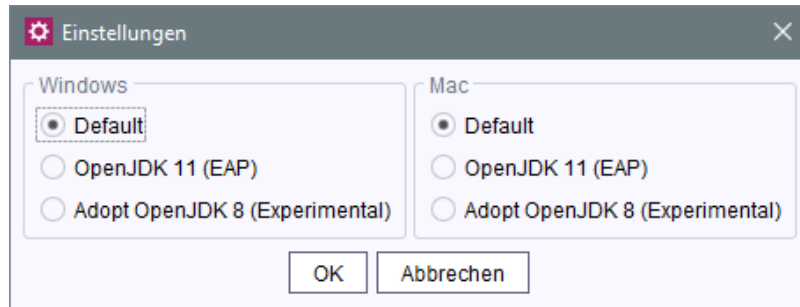 Einstellungen
Windows
Default
OpenJDK 11 (EAP)
Adopt OpenJDK 8 (Experimental)
Mac
Default
OpenJDK 11 (EAP)
Adopt OpenJDK 8 (Experimental)
OK
Abbrechen